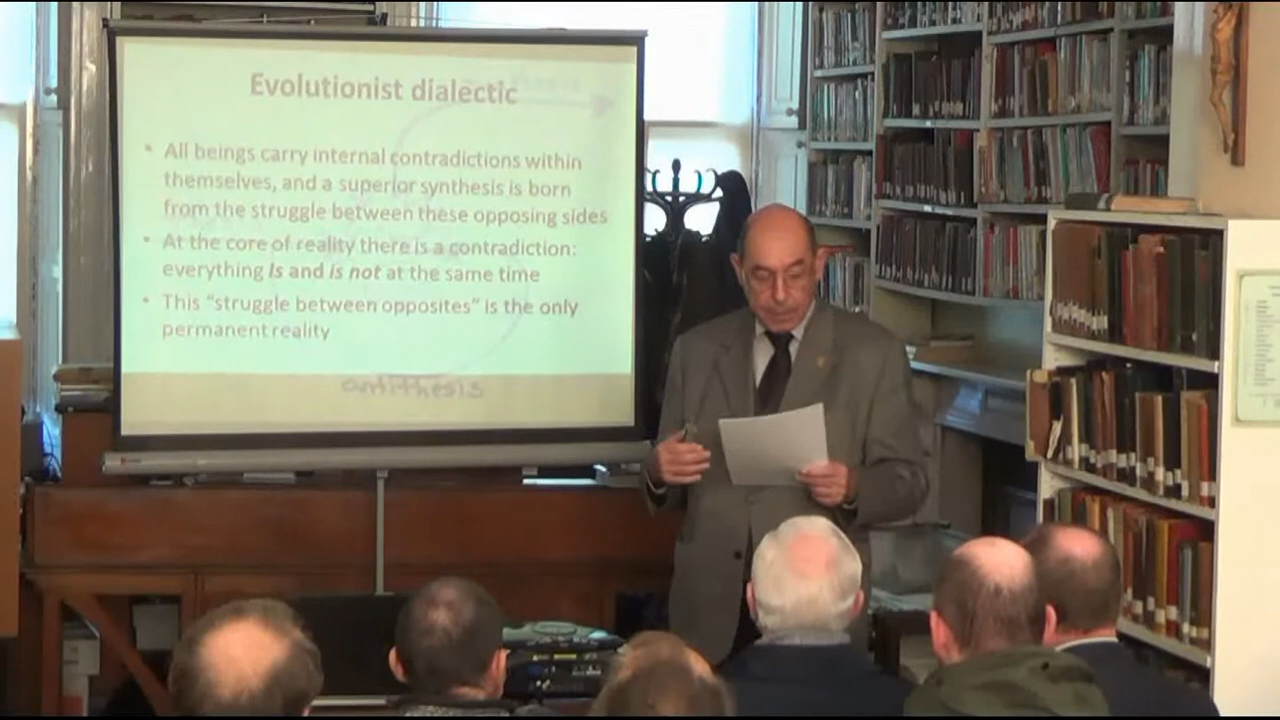 Evolutionist dialectic
• All beings carry internal contradictions within
themselves, and a superior synthesis is born
from the struggle between these opposing sides
• At the core of reality there is a contradiction:
everything Is and is not at the same time
• This “struggle between opposites” is the only
permanent reality
antithesis